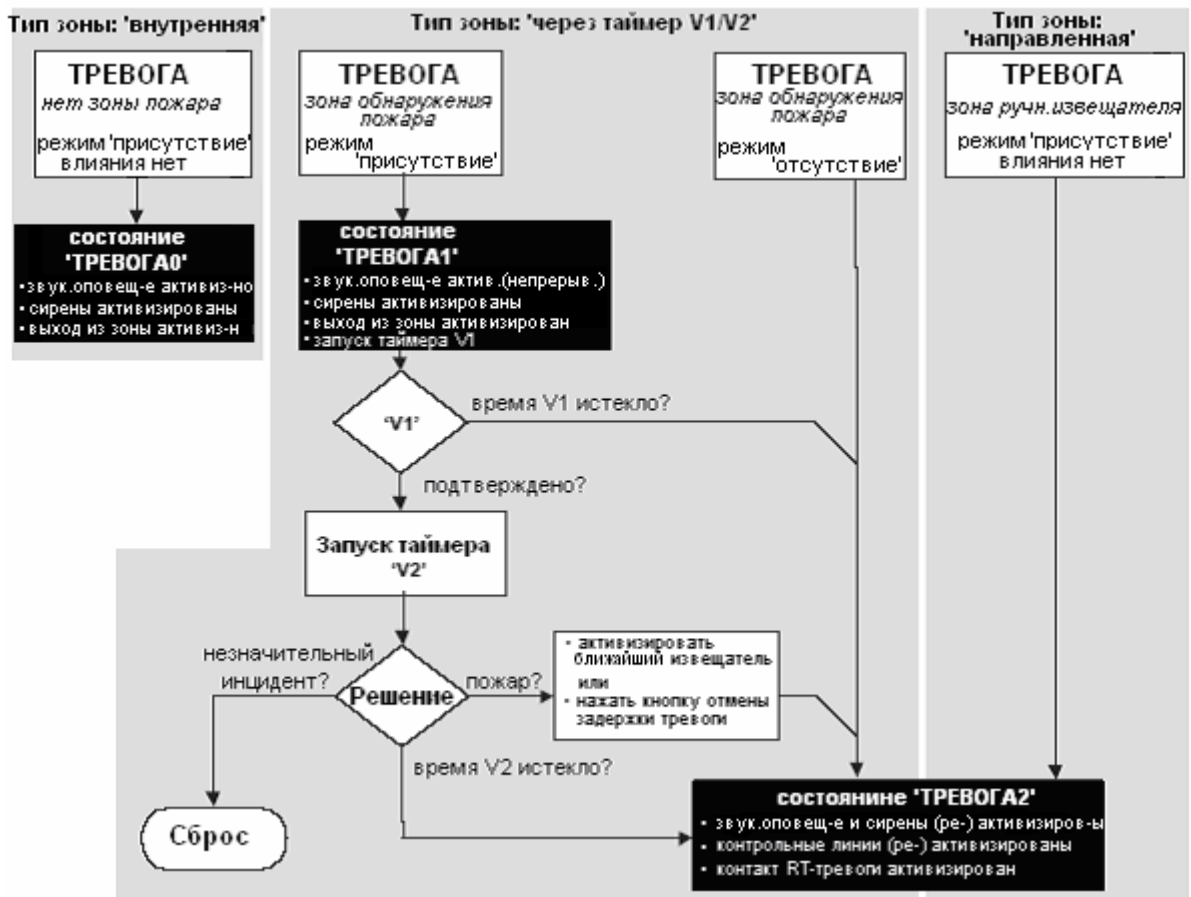 Тип зоны: 'внутренняя'
ТРЕВОГА
нет зоны пожара
режим 'присутствие'
влияния нет
состояние
'ТРЕВОГА0'
▪ звук.оповещ-е активиз-но
▪ сирены активизированы
▪ выход из зоны активиз-н
Тип зоны: 'через таймер V1/V2'
ТРЕВОГА
зона обнаружения
пожара
режим
'присутствие'
ТРЕВОГА
зона обнаружения
пожара
режим
'отсутствие'
состояние
'ТРЕВОГА1'
▪ звук.оповещ-е актив.(непрерыв.)
▪ сирены активизированы
▪ выход из зоны активизирован
▪ запуск таймера V1
‘V1’
время V1 истекло?
подтверждено?
Запуск таймера
‘V2’
незначительный
инцидент?
Решение
пожар?
▪ активизировать
ближайший извещатель
или
▪ нажать кнопку отмены
задержки тревоги
время V2 истекло?
Сброс
Тип зоны:
'направленная'
ТРЕВОГА
зона ручн.извещателя
режим 'присутствие'
влияния нет
состоянине 'ТРЕВОГА2'
▪ звук.оповещ-е и сирены (ре-) активизиров-ы
▪ контрольные линии (ре-) активированы
▪ контакт RT-тревоги активизирован